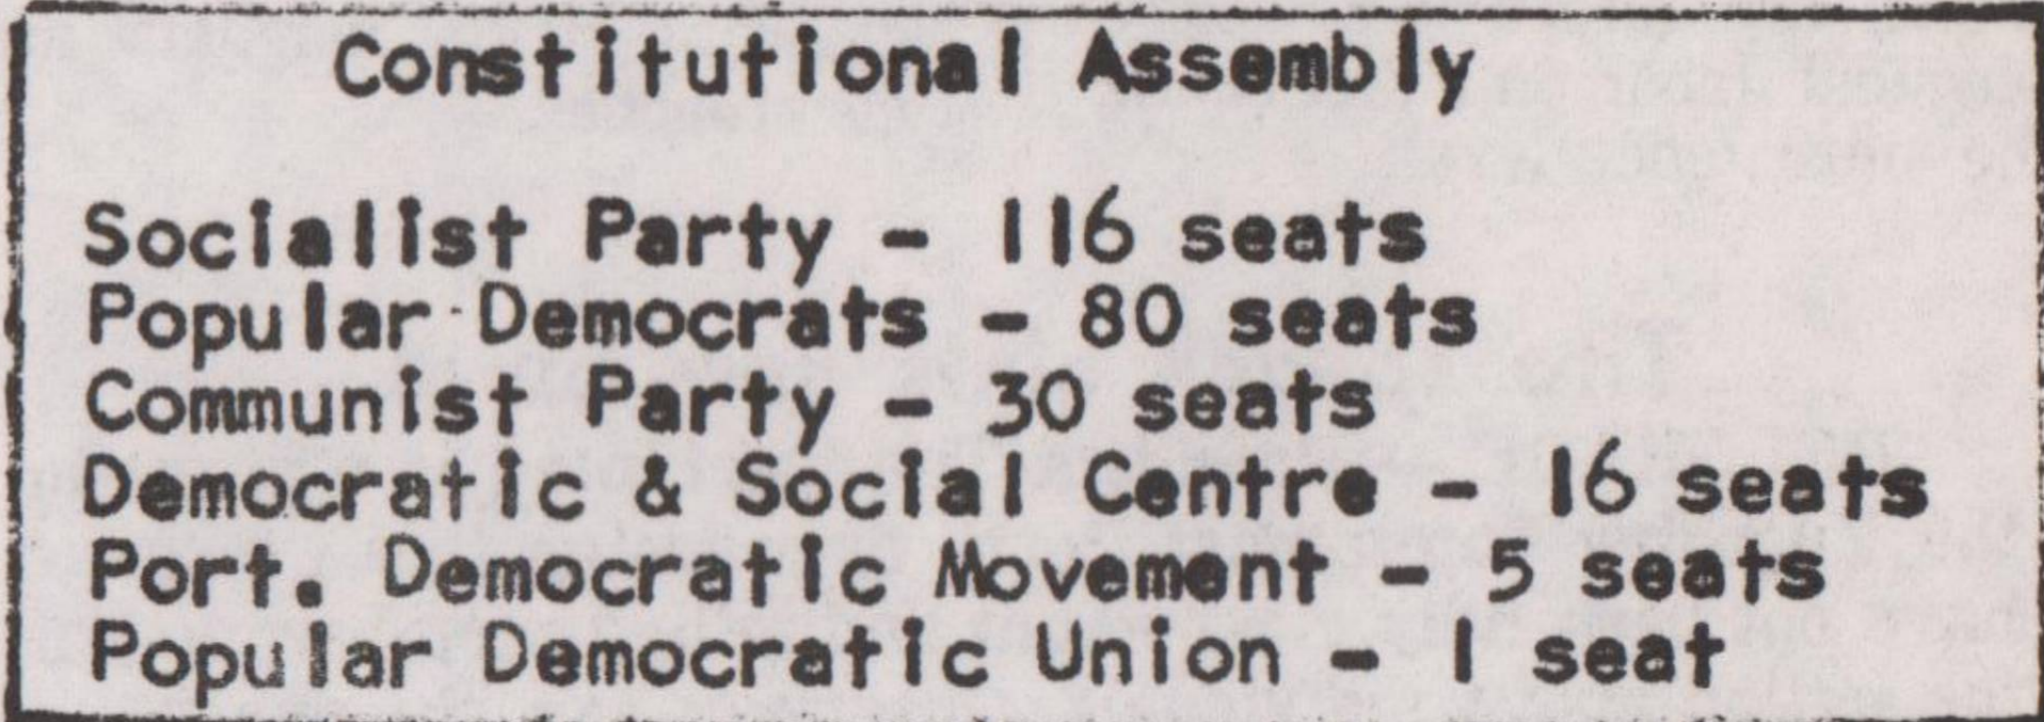 Constitutional Assembly
Socialist Party - 116 seats
Popular Democrats - 80 seats
Communist Party - 30 seats
Democratic & Social Centre - 16 seats
Port. Democratic Movement - 5 seats
Popular Democratic Union - 1 seat